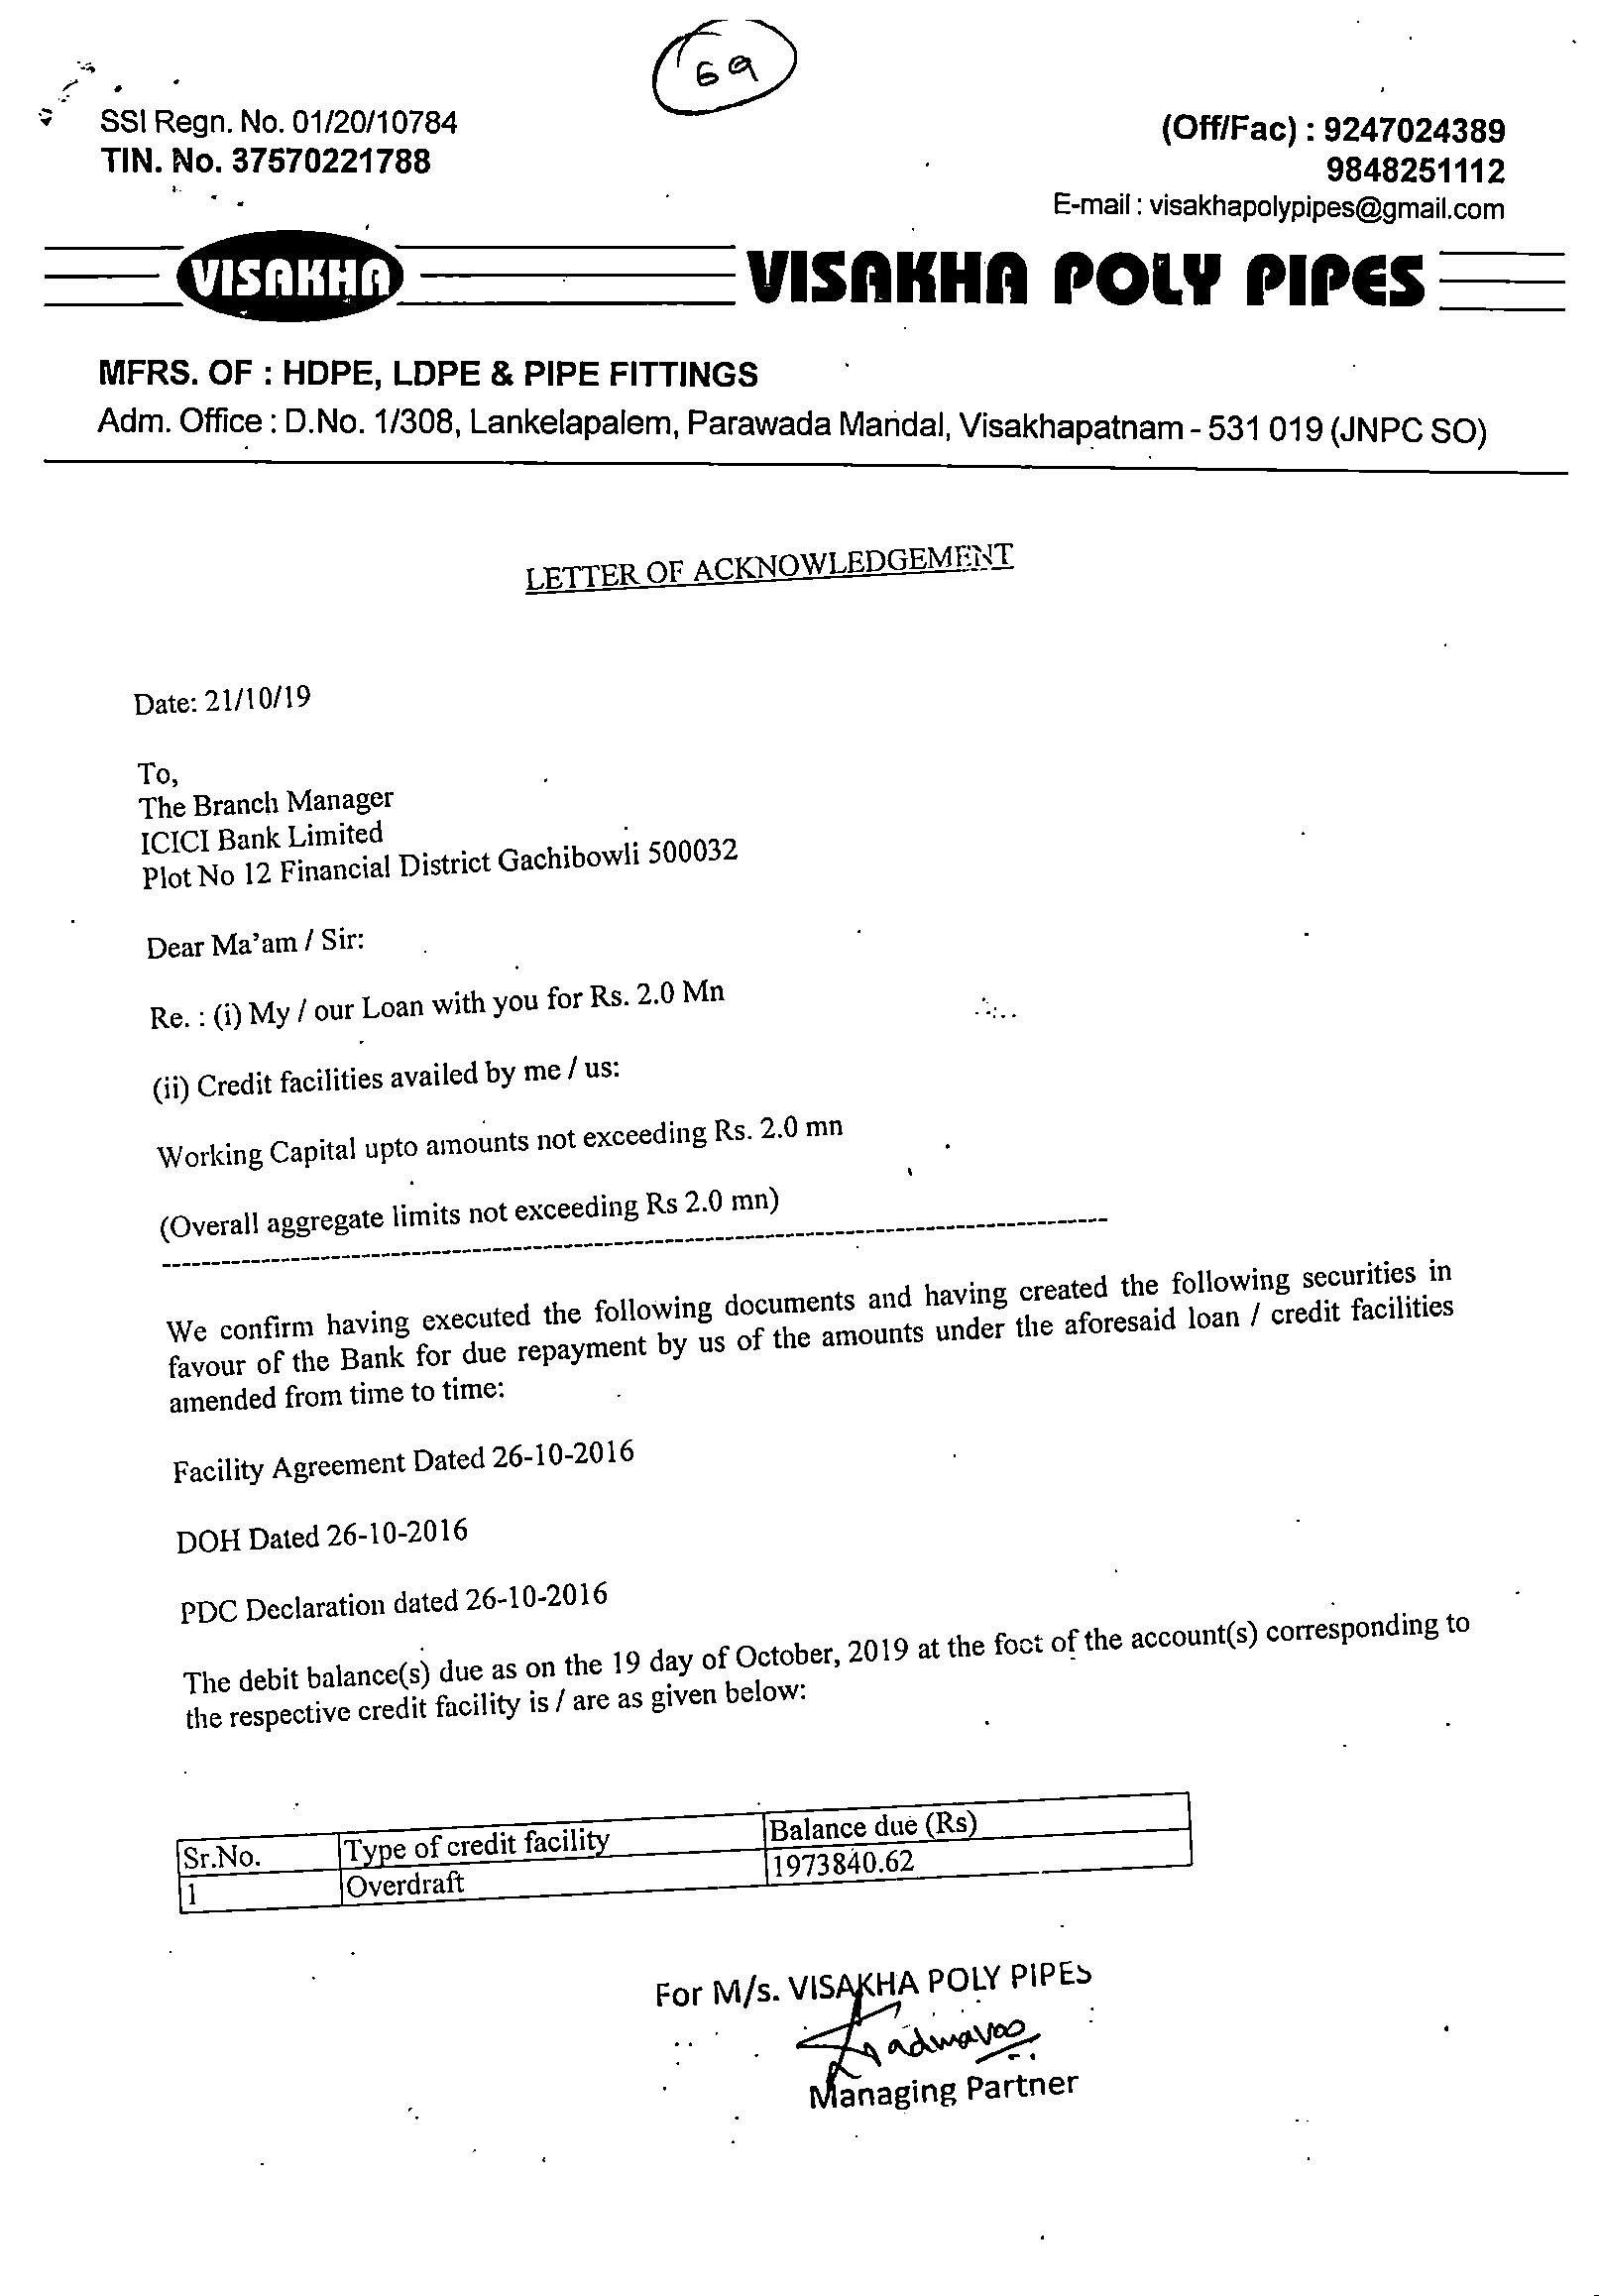 69
SSI Regn. No. 01/20/10784
TIN. No. 37570221788
(Off/Fac) : 9247024389
9848251112
E-mail : visakhapolypipes@gmail.com
VISAKHA
VISAKHA POLY PIPES
MFRS. OF : HDPE, LDPE & PIPE FITTINGS
Adm. Office : D.No. 1/308, Lankelapalem, Parawada Mandal, Visakhapatnam - 531 019 (JNPC SO)
LETTER OF ACKNOWLEDGEMENT
Date: 21/10/19
To,
The Branch Manager
ICICI Bank Limited
Plot No 12 Financial District Gachibowli 500032
Dear Ma'am / Sir:
Re. : (i) My / our Loan with you for Rs. 2.0 Mn
(ii) Credit facilities availed by me / us:
Working Capital upto amounts not exceeding Rs. 2.0 mn
(Overall aggregate limits not exceeding Rs 2.0 mn)
We confirm having executed the following documents and having created the following securities in
favour of the Bank for due repayment by us of the amounts under the aforesaid loan / credit facilities
amended from time to time:
Facility Agreement Dated 26-10-2016
DOH Dated 26-10-2016
PDC Declaration dated 26-10-2016
The debit balance(s) due as on the 19 day of October, 2019 at the foot of the account(s) corresponding to
the respective credit facility is / are as given below:
Sr.No. Type of credit facility Balance due (Rs)
1 Overdraft 1973840.62
For M/s. VISAKHA POLY PIPES
Managing Partner